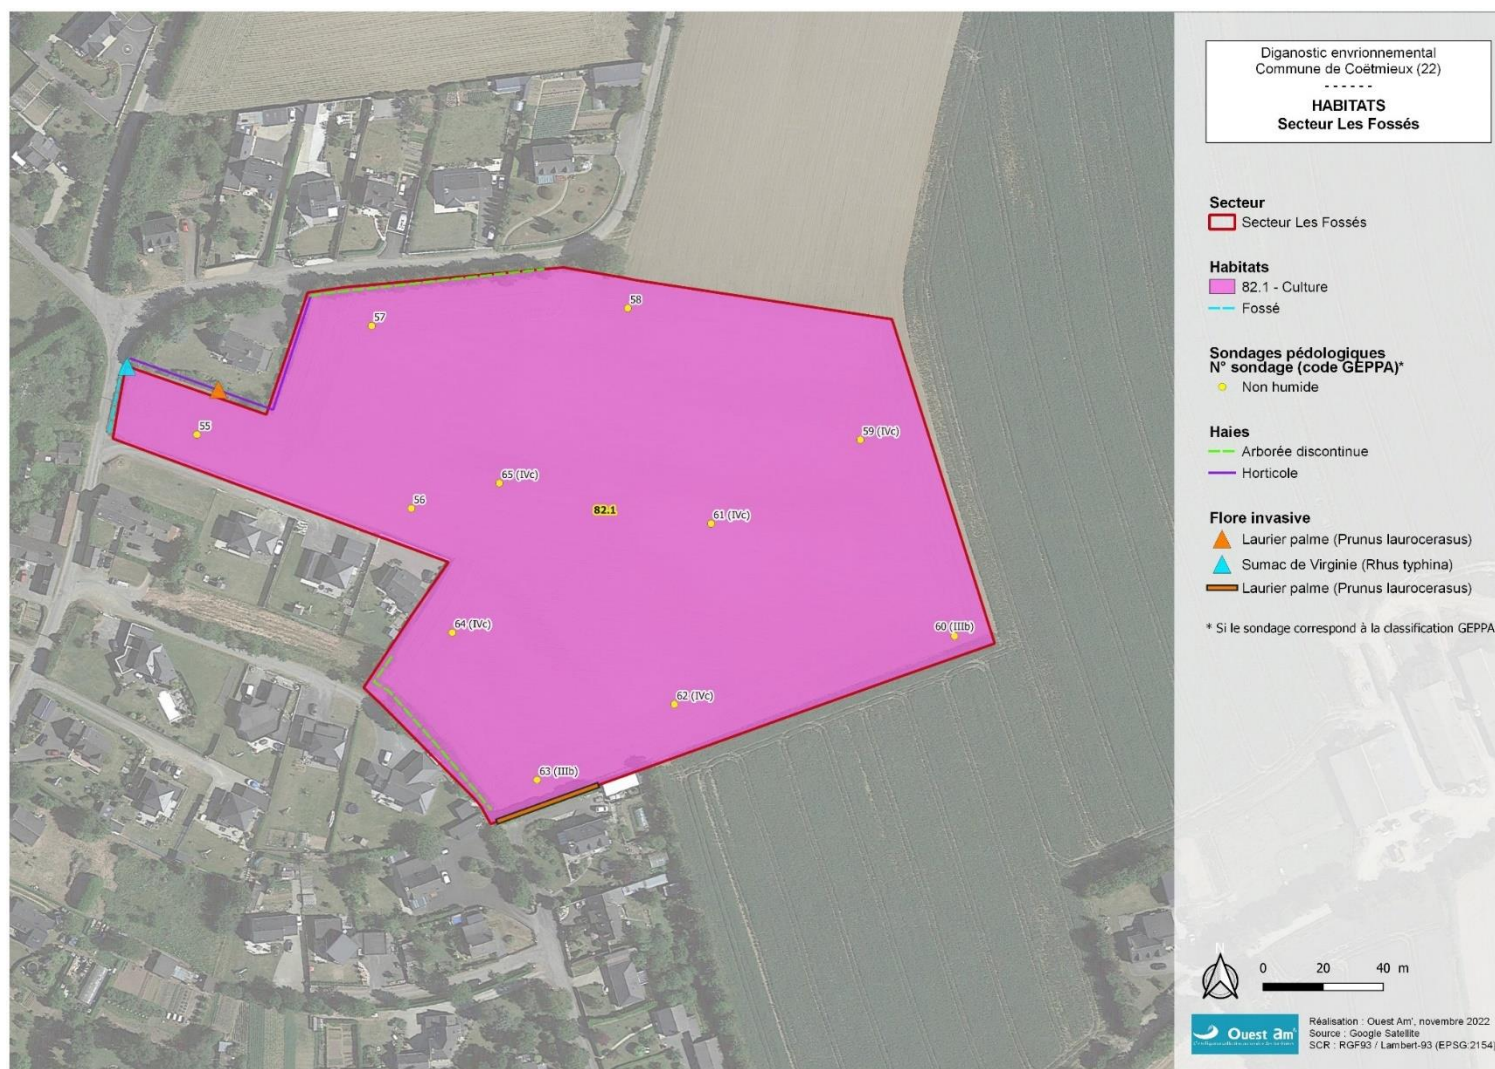 Diganostic envrionnemental
Commune de Coëtmieux (22)
- - - - - -
HABITATS
Secteur Les Fossés
Secteur
Secteur Les Fossés
Habitats
82.1 - Culture
Fossé
Sondages pédologiques
N° sondage (code GEPPA)*
Non humide
Haies
Arborée discontinue
Horticole
Flore invasive
Laurier palme (Prunus laurocerasus)
Sumac de Virginie (Rhus typhina)
Laurier palme (Prunus laurocerasus)
* Si le sondage correspond à la classification GEPPA
58
57
55
59 (IVc)
65 (IVc)
56
82.1
61 (IVc)
64 (IVc)
60 (IIIb)
62 (IVc)
63 (IIIb)
N
0 20 40 m
Ouest am'
Réalisation : Ouest Am', novembre 2022
Source : Google Satellite
SCR : RGF93 / Lambert-93 (EPSG:2154)